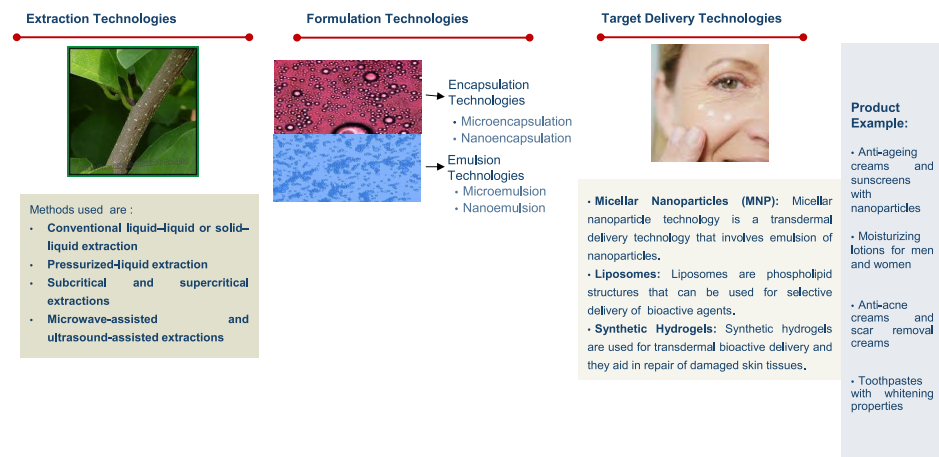 Extraction Technologies
Formulation Technologies
Target Delivery Technologies
Methods used are :
• Conventional liquid–liquid or solid–
liquid extraction
• Pressurized-liquid extraction
• Subcritical and supercritical
extractions
• Microwave-assisted and
ultrasound-assisted extractions
Encapsulation
Technologies
• Microencapsulation
• Nanoencapsulation
Emulsion
Technologies
• Microemulsion
• Nanoemulsion
• Micellar Nanoparticles (MNP): Micellar
nanoparticle technology is a transdermal
delivery technology that involves emulsion of
nanoparticles.
• Liposomes: Liposomes are phospholipid
structures that can be used for selective
delivery of bioactive agents.
• Synthetic Hydrogels: Synthetic hydrogels
are used for transdermal bioactive delivery and
they aid in repair of damaged skin tissues.
Product
Example:
• Anti-ageing
creams and
sunscreens
with
nanoparticles
• Moisturizing
lotions for men
and women
• Anti-acne
creams and
scar removal
creams
• Toothpastes
with whitening
properties